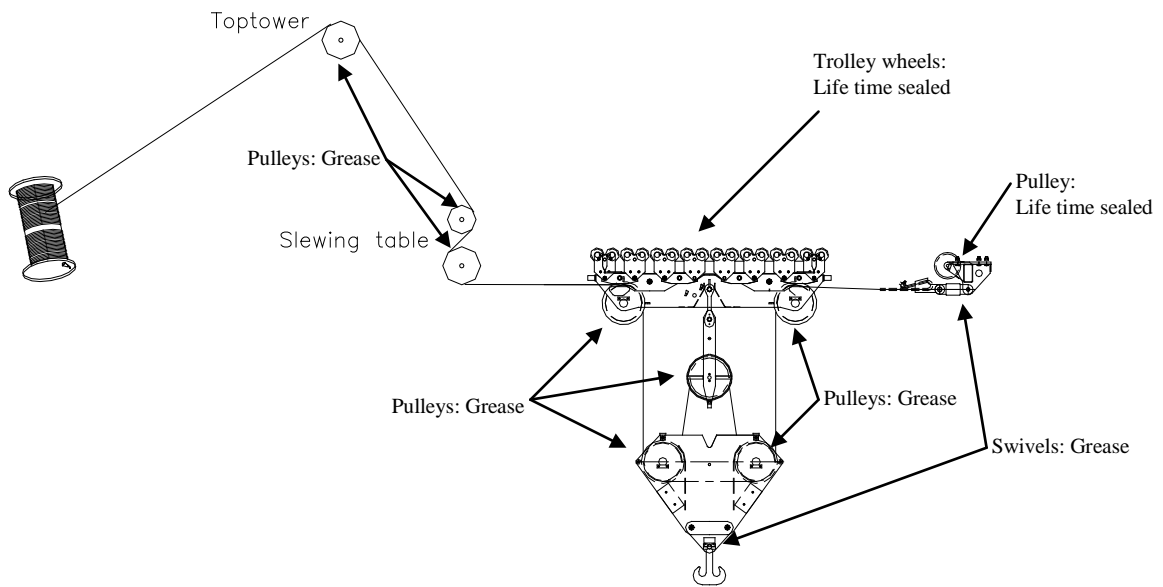 Toptower
Trolley wheels:
Life time sealed
Pulleys: Grease
Pulley:
Life time sealed
Slewing table
Pulleys: Grease
Pulleys: Grease
Swivels: Grease